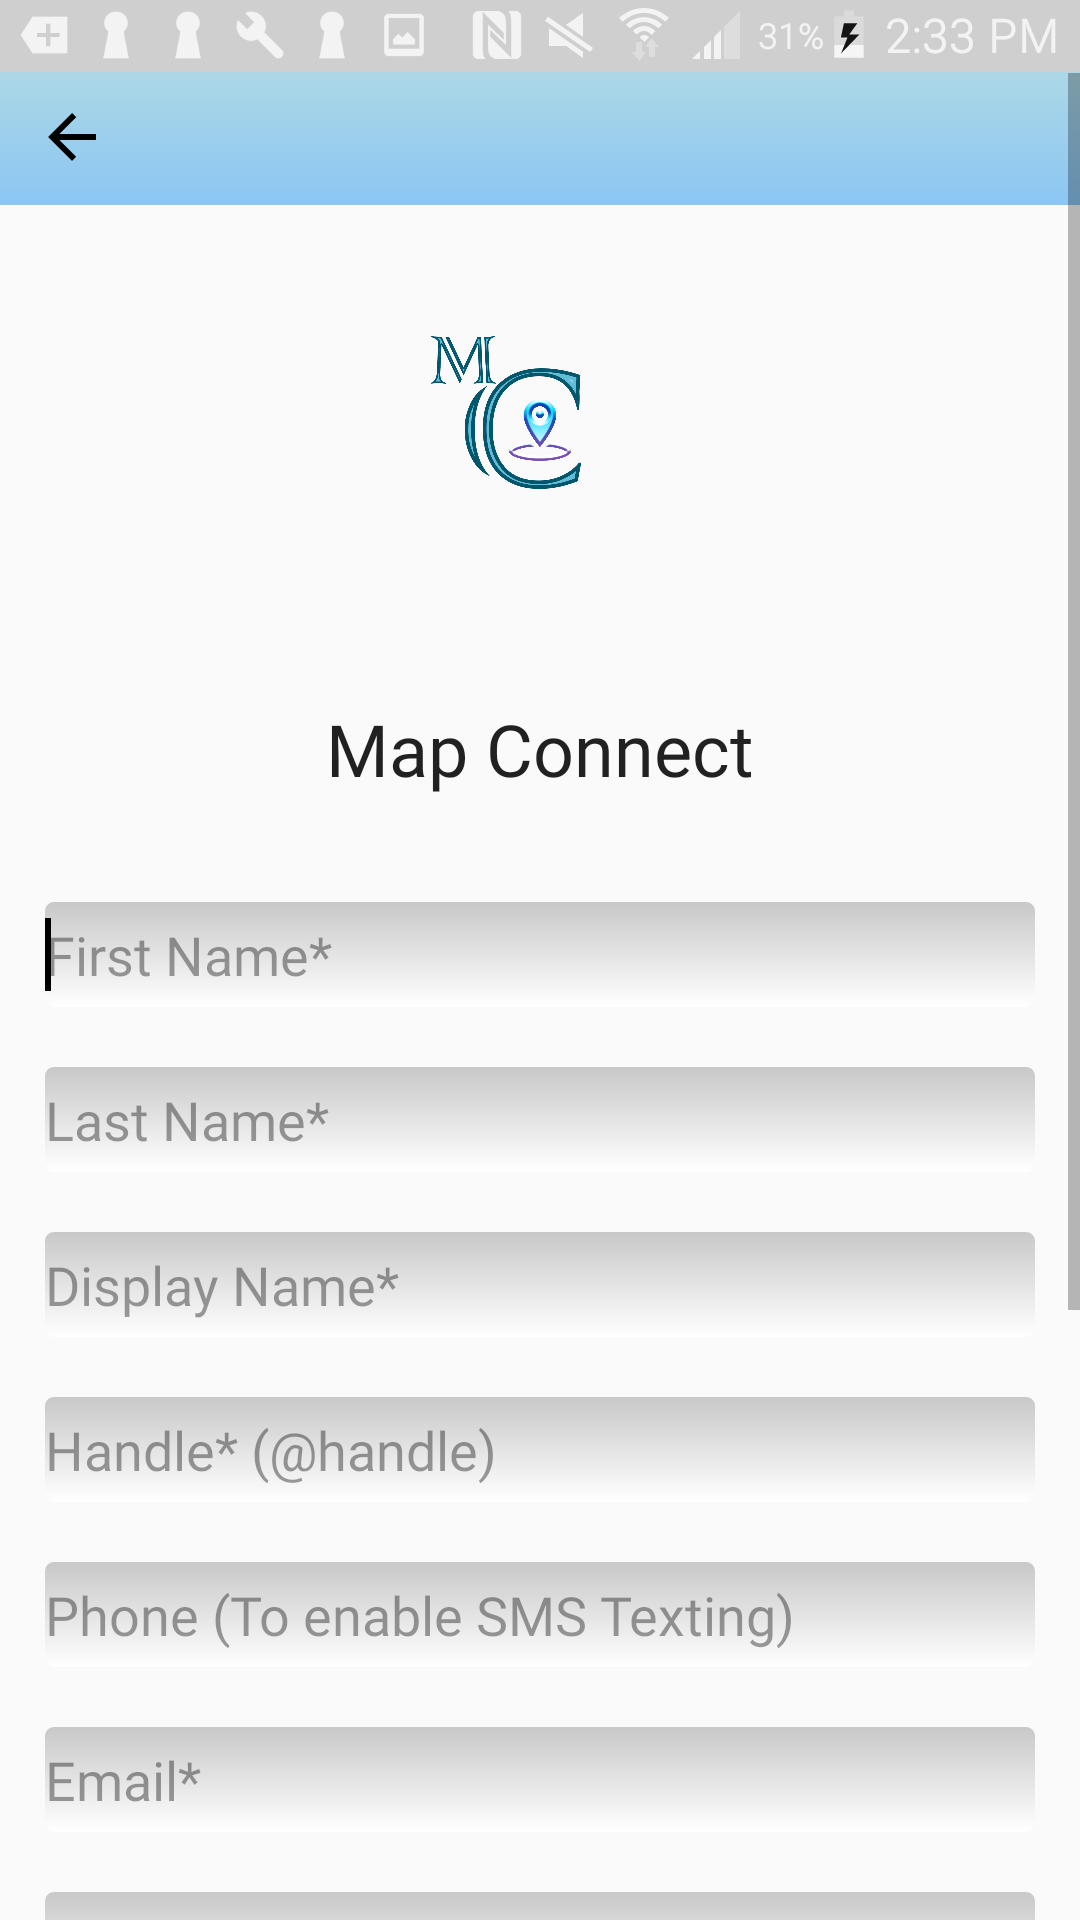 31% 2:33 PM
MC
Map Connect
First Name*
Last Name*
Display Name*
Handle* (@handle)
Phone (To enable SMS Texting)
Email*